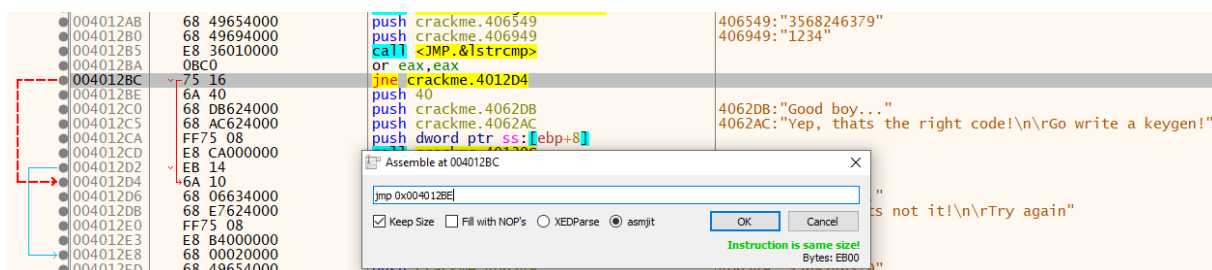 004012AB 68 49654000 push crackme.406549 406549:"3568246379"
004012B0 68 49694000 push crackme.406949 406949:"1234"
004012B5 E8 36010000 call <JMP.&lstrcmp>
004012BA 0BC0 or eax,eax
004012BC 75 16 jne crackme.4012D4
004012BE 6A 40 push 40
004012C0 68 DB624000 push crackme.4062DB 4062DB:"Good boy..."
004012C5 68 AC624000 push crackme.4062AC 4062AC:"Yep, thats the right code!\n\rGo write a keygen!"
004012CA FF75 08 push dword ptr ss:[ebp+8]
004012CD E8 CA000000
004012D2 EB 14
Assemble at 004012BC
004012D4 6A 10
jmp 0x004012BE
004012D6 68 06634000 "
004012DB 68 E7624000 ts not it!\n\rTry again"
Keep Size Fill with NOP's XEDParse asmjit OK Cancel
004012E0 FF75 08
004012E3 E8 B4000000
Instruction is same size!
004012E8 68 00020000
Bytes: EB00
004012ED 68 49654000